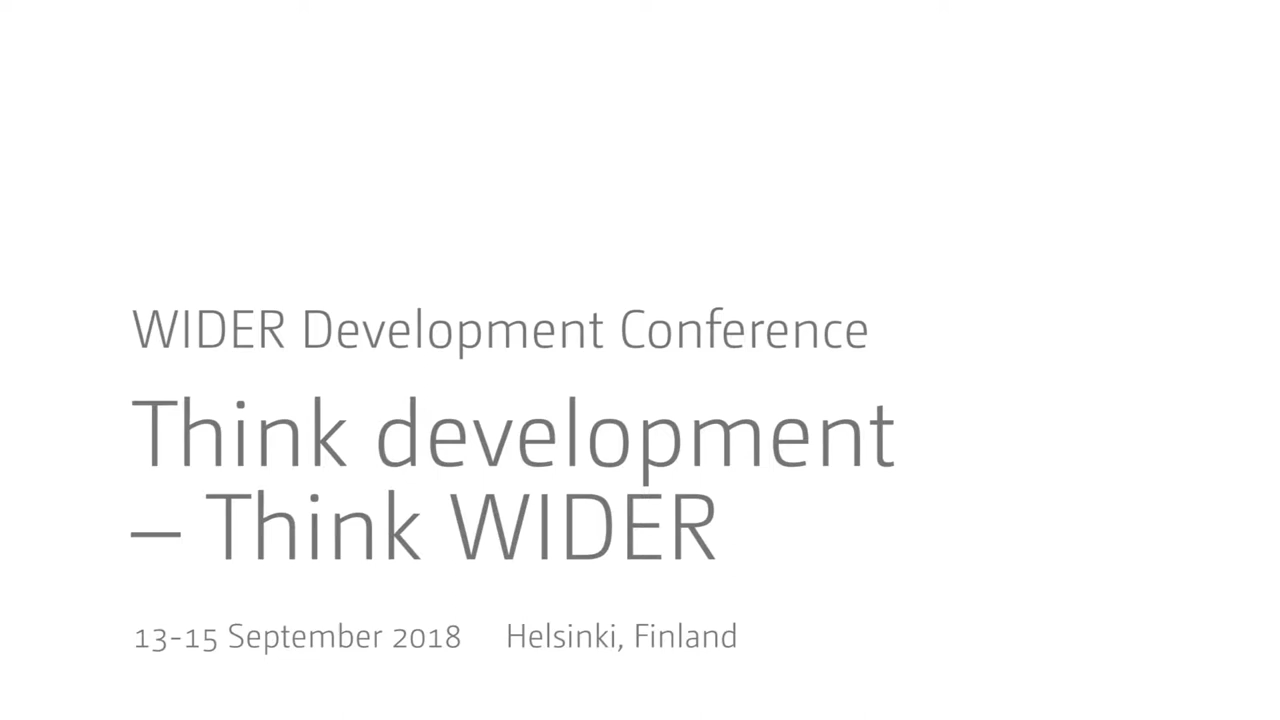 WIDER Development Conference
Think development
– Think WIDER
13-15 September 2018 Helsinki, Finland